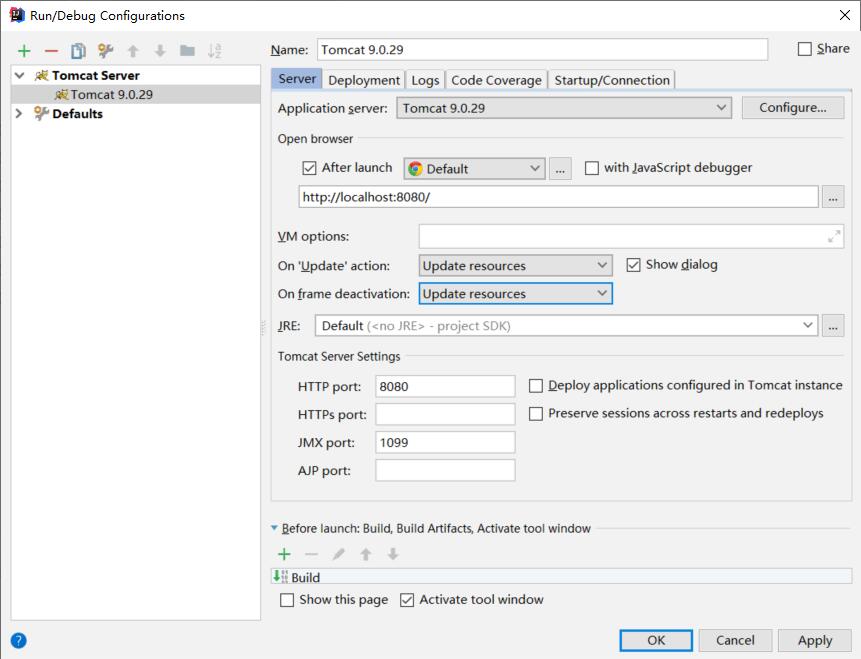 Run/Debug Configurations
Name: Tomcat 9.0.29 Share
Tomcat Server
Tomcat 9.0.29
Defaults
Server Deployment Logs Code Coverage Startup/Connection
Application server: Tomcat 9.0.29 Configure...
Open browser
After launch Default ... with JavaScript debugger
http://localhost:8080/ ...
VM options:
On 'Update' action: Update resources Show dialog
On frame deactivation: Update resources
JRE: Default (<no JRE> - project SDK) ...
Tomcat Server Settings
HTTP port: 8080 Deploy applications configured in Tomcat instance
HTTPs port: Preserve sessions across restarts and redeploys
JMX port: 1099
AJP port:
Before launch: Build, Build Artifacts, Activate tool window
Build
Show this page Activate tool window
? OK Cancel Apply